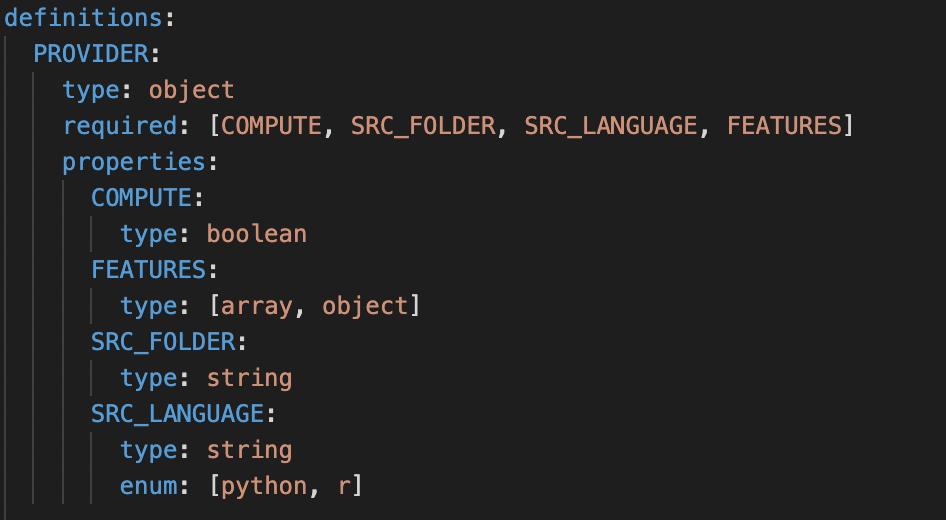 definitions:
PROVIDER:
type: object
required: [COMPUTE, SRC_FOLDER, SRC_LANGUAGE, FEATURES]
properties:
COMPUTE:
type: boolean
FEATURES:
type: [array, object]
SRC_FOLDER:
type: string
SRC_LANGUAGE:
type: string
enum: [python, r]